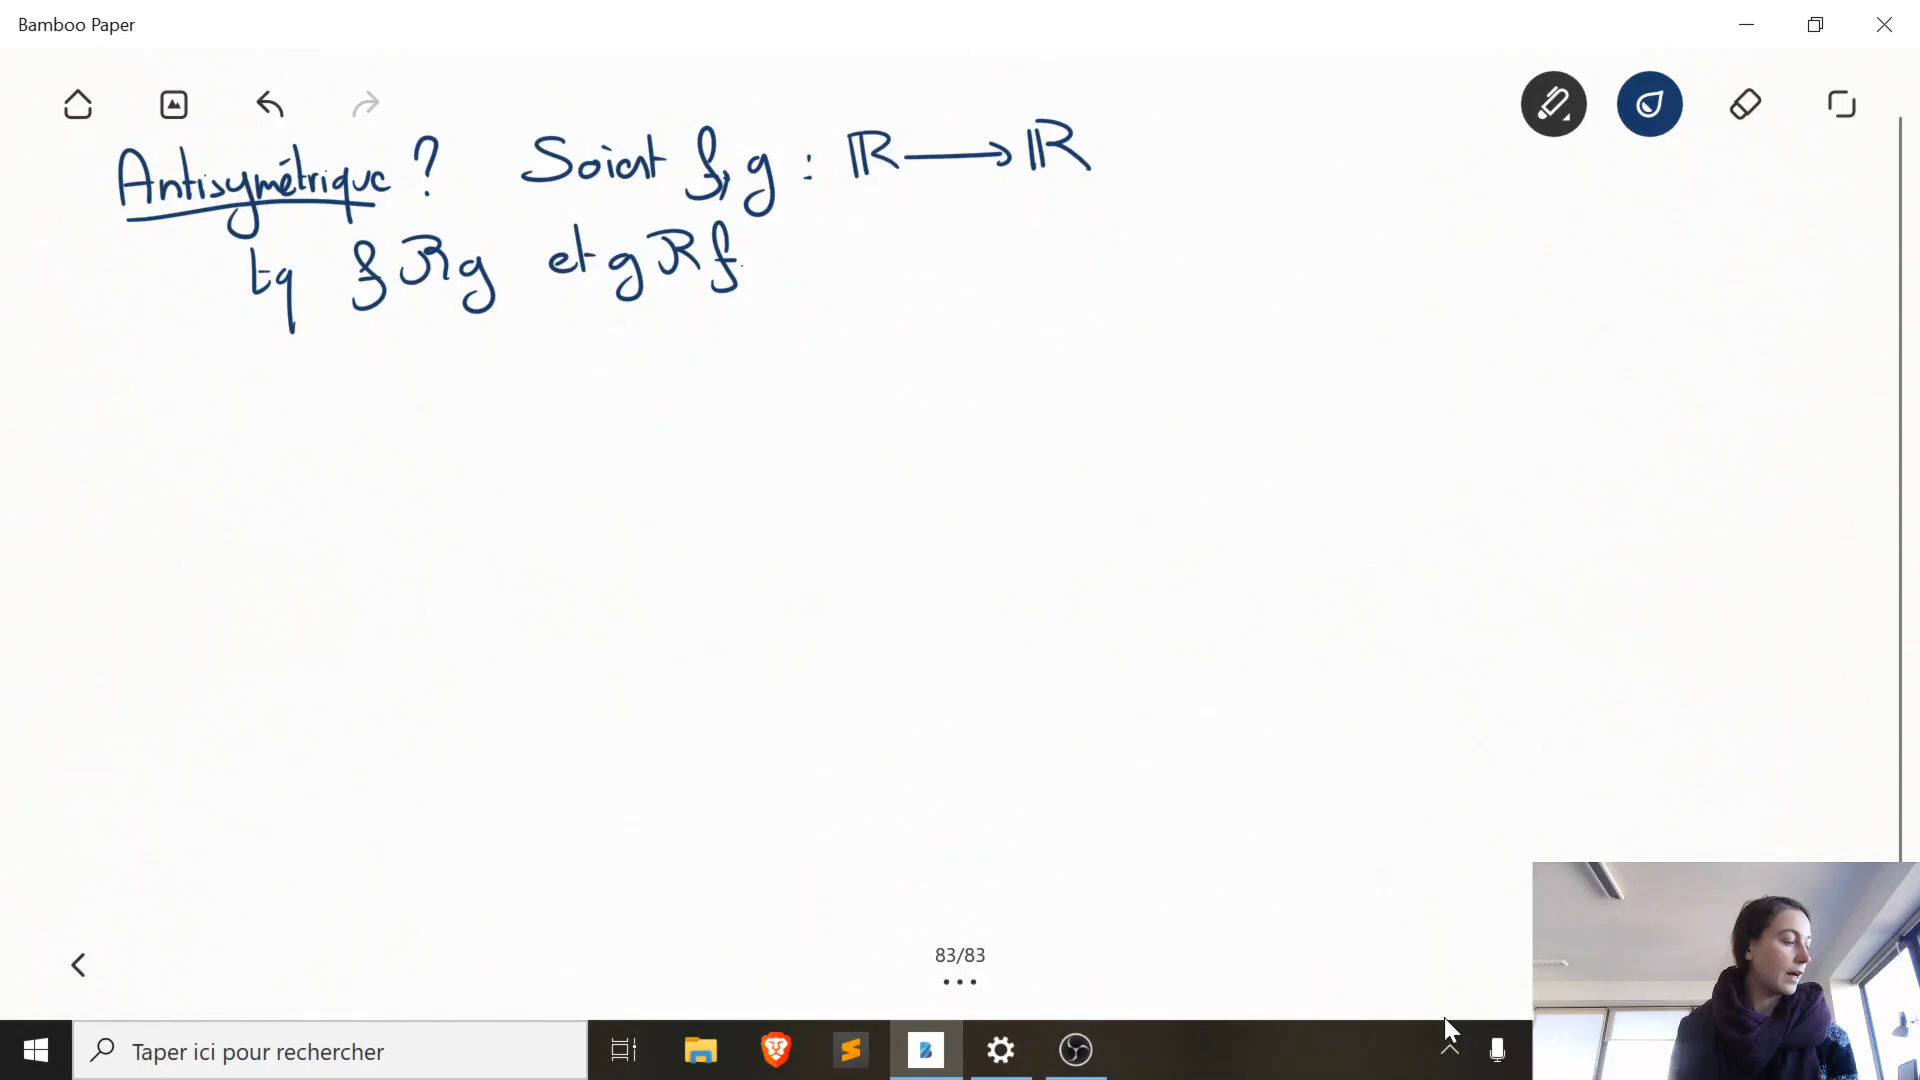 Bamboo Paper
Antisymétrique ? Soient f, g : ℝ ⟶ ℝ
tq f ℛ g et g ℛ f
83/83
Taper ici pour rechercher